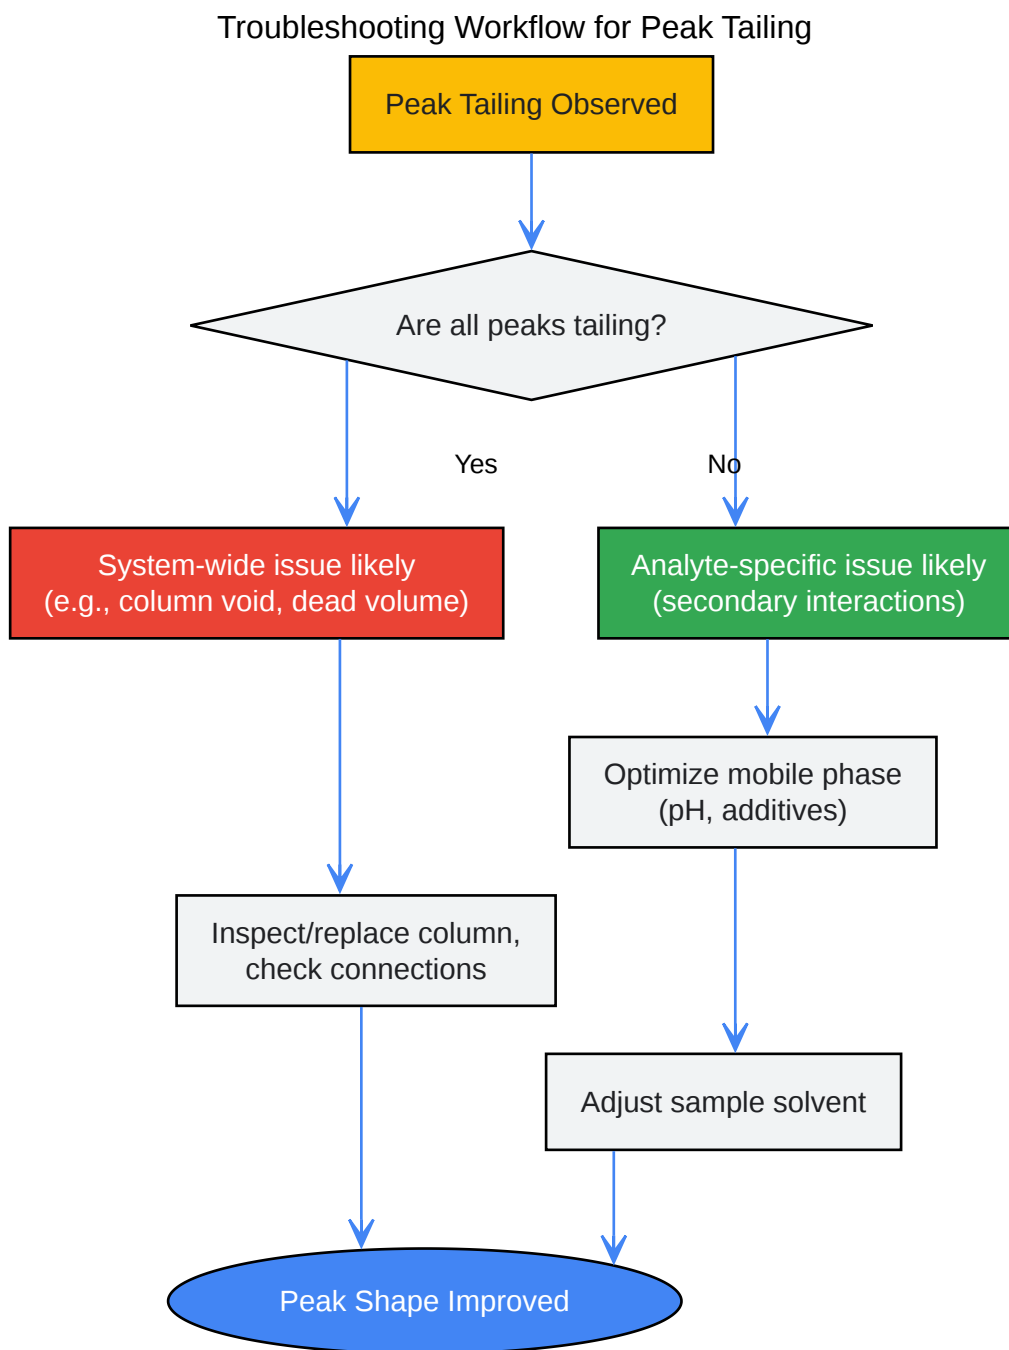 Troubleshooting Workflow for Peak Tailing
Peak Tailing Observed
Are all peaks tailing?
Yes
No
System-wide issue likely
(e.g., column void, dead volume)
Analyte-specific issue likely
(secondary interactions)
Optimize mobile phase
(pH, additives)
Inspect/replace column,
check connections
Adjust sample solvent
Peak Shape Improved